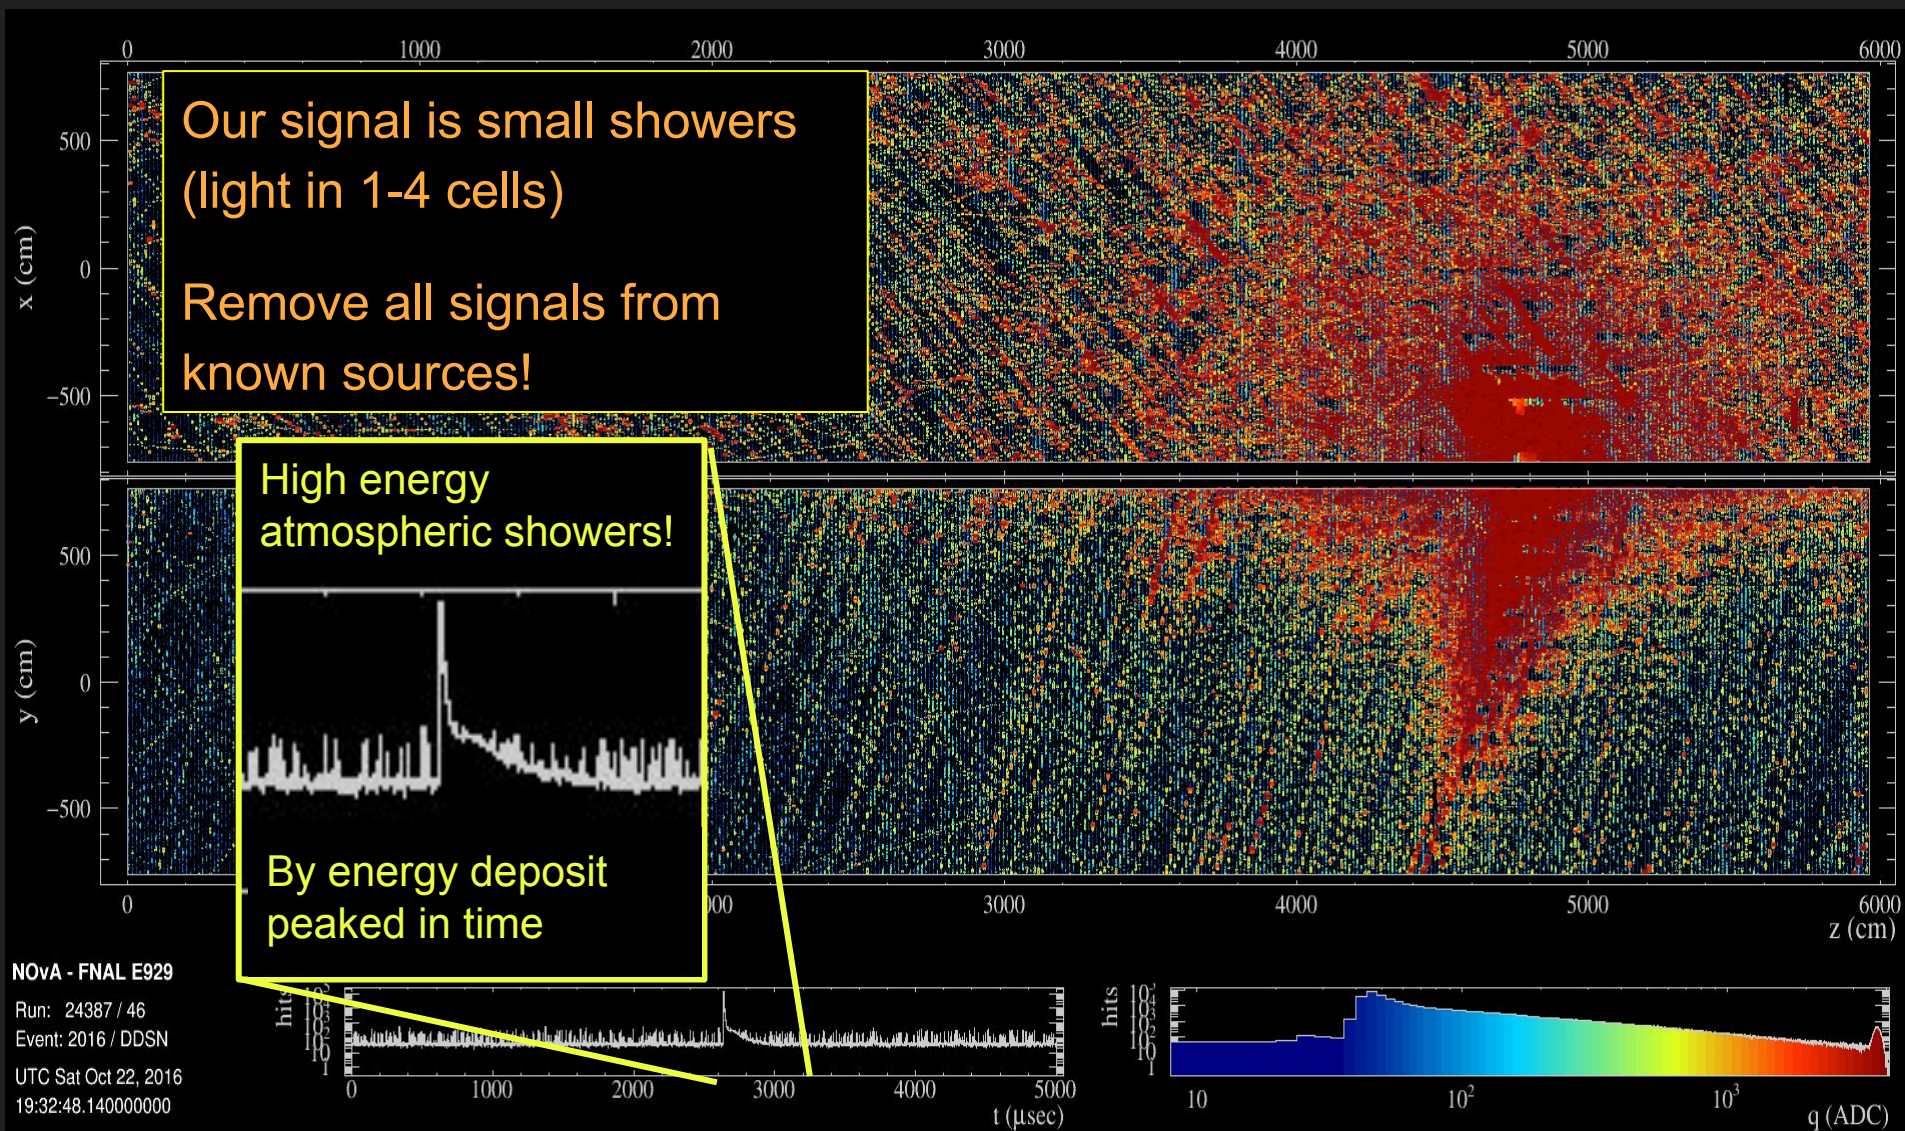 0 1000 2000 3000 4000 5000 6000
Our signal is small showers
(light in 1-4 cells)
Remove all signals from
known sources!
x (cm)
500
0
−500
High energy
atmospheric showers!
By energy deposit
peaked in time
y (cm)
500
0
−500
0 3000 4000 5000 6000
z (cm)
NOvA - FNAL E929
Run: 24387 / 46
Event: 2016 / DDSN
UTC Sat Oct 22, 2016
19:32:48.140000000
hits
10
1
0 1000 2000 3000 4000 5000
t (μsec)
hits
10
1
10 10² 10³
q (ADC)